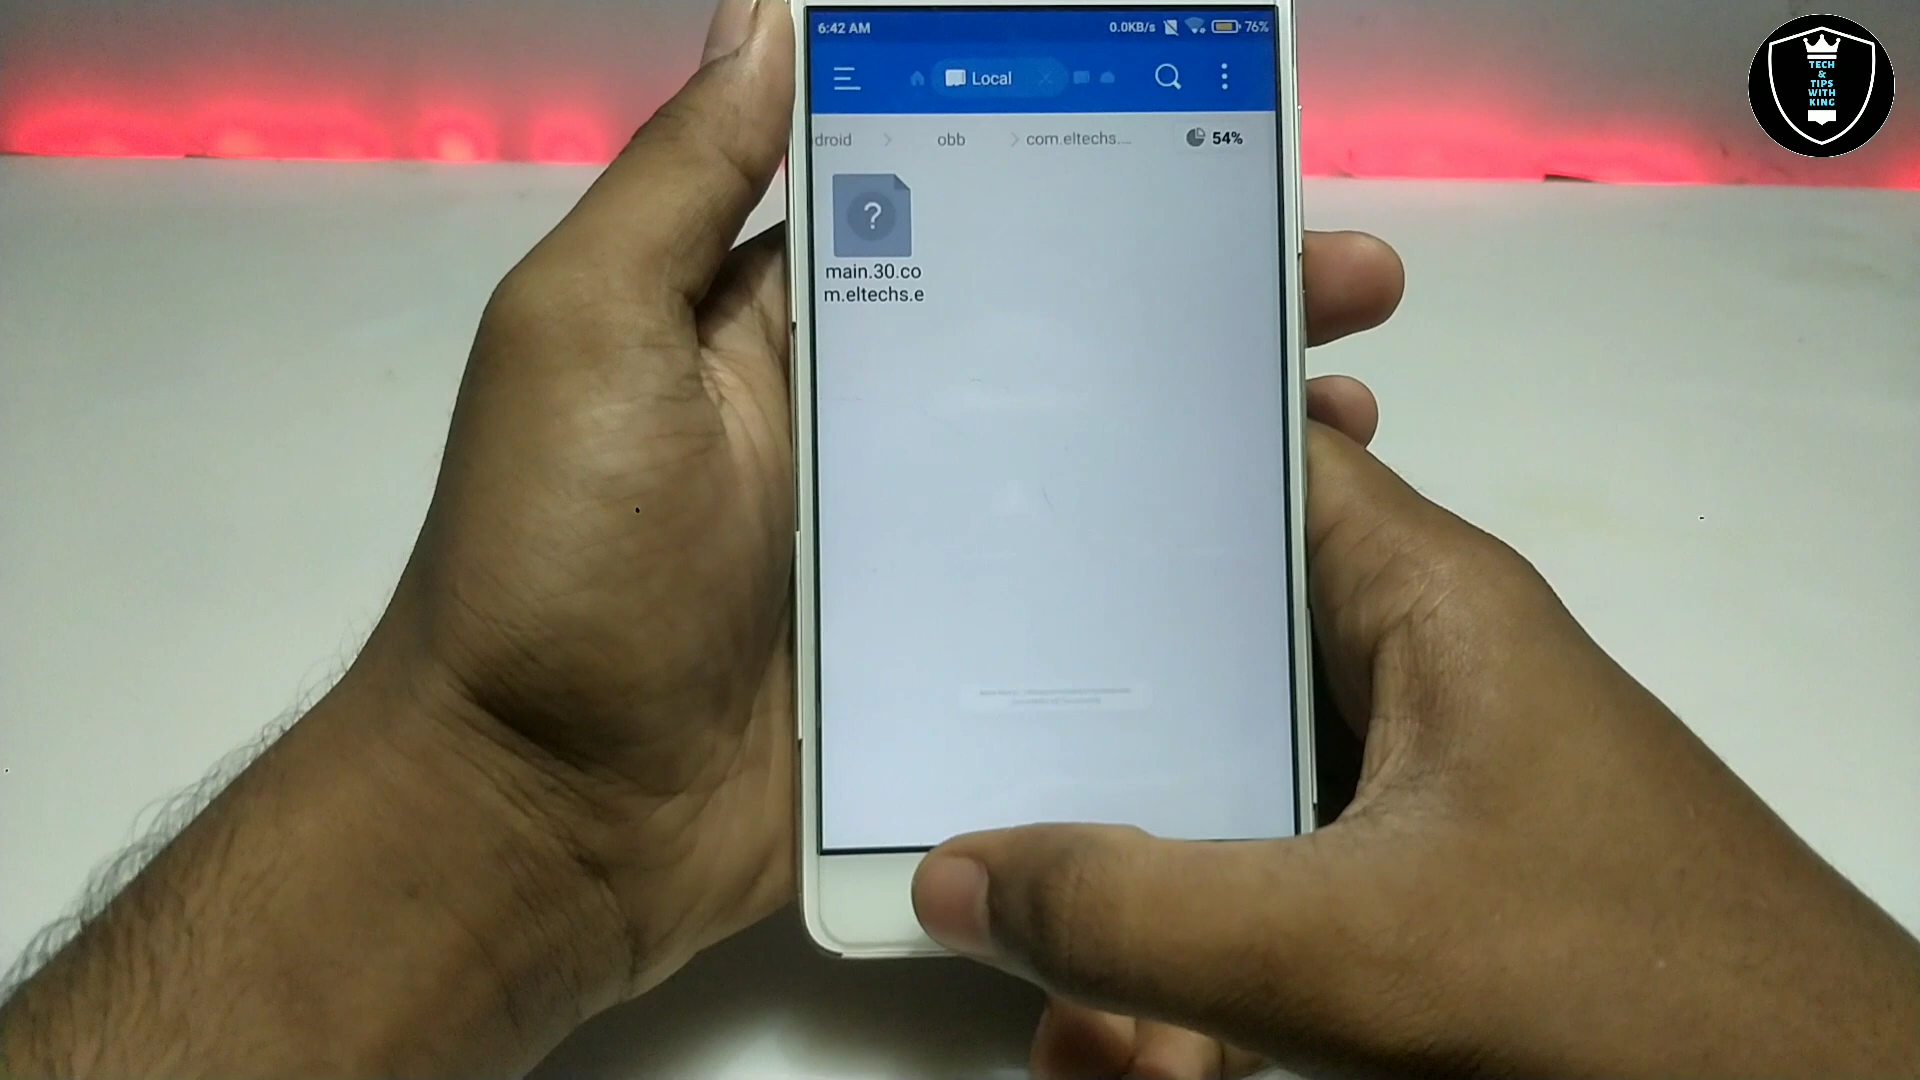 6:42 AM
0.0KB/s
76%
Local
droid
obb
com.eltechs....
54%
?
main.30.co
m.eltechs.e
TECH
&
TIPS
WITH
KING